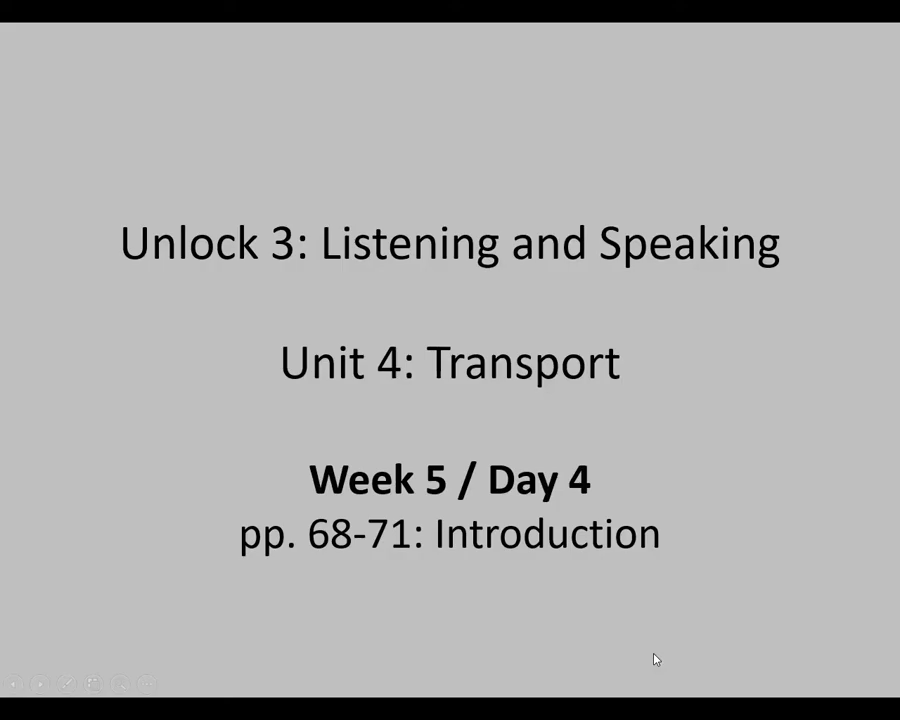 Unlock 3: Listening and Speaking
Unit 4: Transport
Week 5 / Day 4
pp. 68-71: Introduction